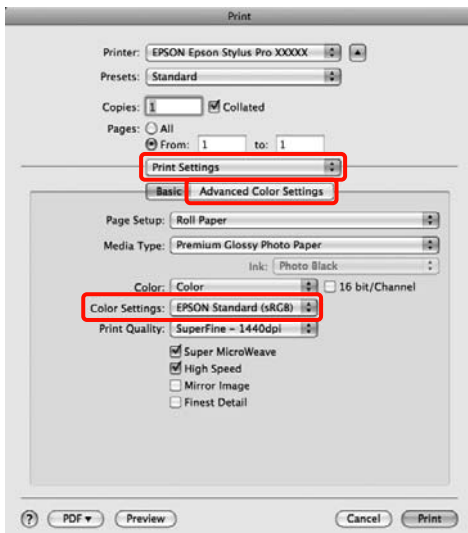 Print
Printer: EPSON Epson Stylus Pro XXXXX
Presets: Standard
Copies: 1 Collated
Pages: All
From: 1 to: 1
Print Settings
Basic Advanced Color Settings
Page Setup: Roll Paper
Media Type: Premium Glossy Photo Paper
Ink: Photo Black
Color: Color 16 bit/Channel
Color Settings: EPSON Standard (sRGB)
Print Quality: SuperFine - 1440dpi
Super MicroWeave
High Speed
Mirror Image
Finest Detail
? PDF Preview Cancel Print